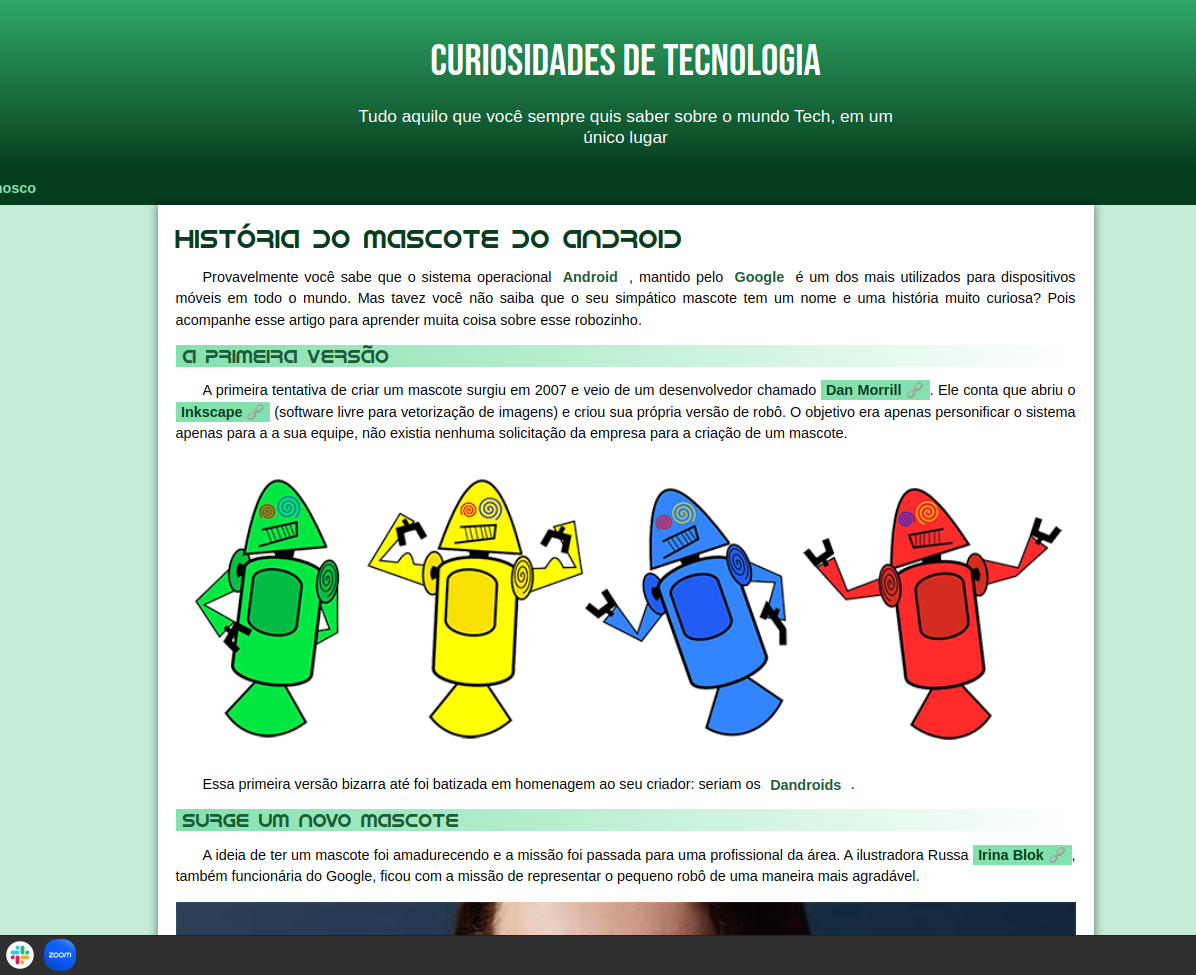 CURIOSIDADES DE TECNOLOGIA
Tudo aquilo que você sempre quis saber sobre o mundo Tech, em um
único lugar
nosco
HISTÓRIA DO MASCOTE DO ANDROID
Provavelmente você sabe que o sistema operacional Android , mantido pelo Google é um dos mais utilizados para dispositivos
móveis em todo o mundo. Mas tavez você não saiba que o seu simpático mascote tem um nome e uma história muito curiosa? Pois
acompanhe esse artigo para aprender muita coisa sobre esse robozinho.
A PRIMEIRA VERSÃO
A primeira tentativa de criar um mascote surgiu em 2007 e veio de um desenvolvedor chamado Dan Morrill 🔗. Ele conta que abriu o
Inkscape 🔗 (software livre para vetorização de imagens) e criou sua própria versão de robô. O objetivo era apenas personificar o sistema
apenas para a a sua equipe, não existia nenhuma solicitação da empresa para a criação de um mascote.
Essa primeira versão bizarra até foi batizada em homenagem ao seu criador: seriam os Dandroids .
SURGE UM NOVO MASCOTE
A ideia de ter um mascote foi amadurecendo e a missão foi passada para uma profissional da área. A ilustradora Russa Irina Blok 🔗,
também funcionária do Google, ficou com a missão de representar o pequeno robô de uma maneira mais agradável.
zoom